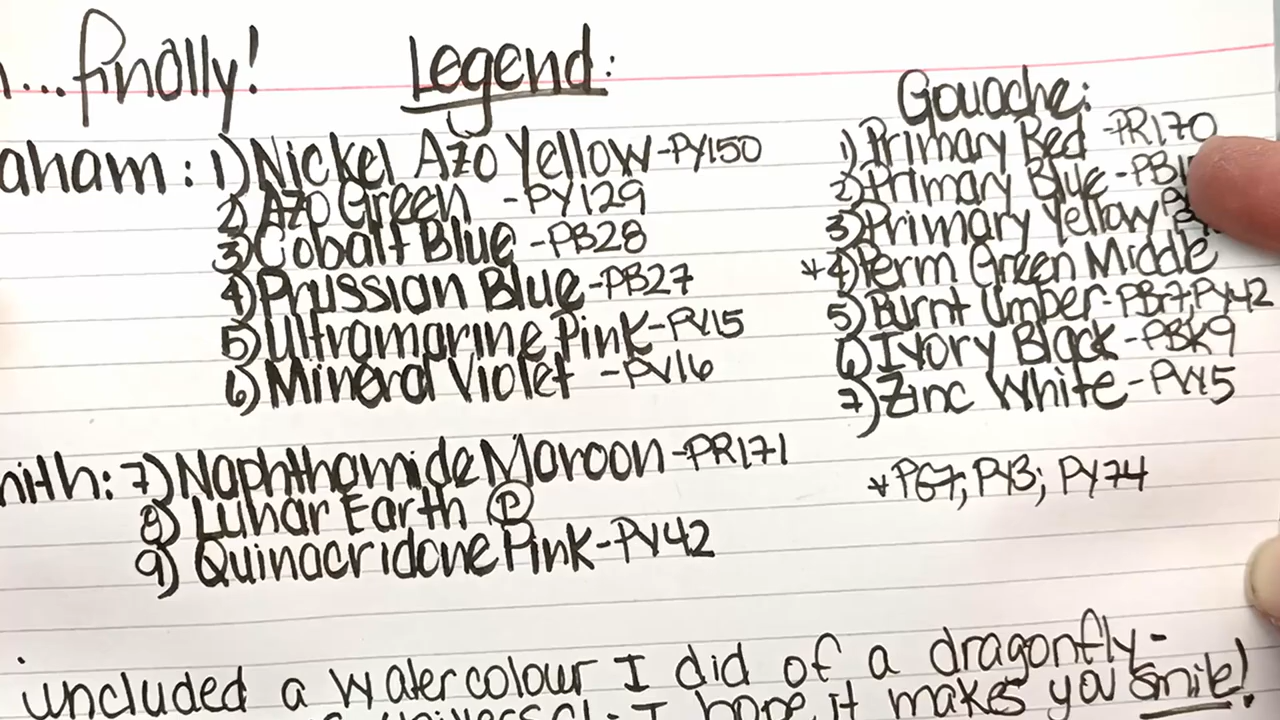 ...finally! Legend:
Gouache:
aham: 1) Nickel Azo Yellow-PY150
2) Azo Green -PY129
3) Cobalt Blue -PB28
4) Prussian Blue-PB27
5) Ultramarine Pink-PV15
6) Mineral Violet -PV16
1) Primary Red -PR170
2) Primary Blue -PB1
3) Primary Yellow
*4) Perm Green Middle
5) Burnt Umber-PBr7; PY42
6) Ivory Black -PBK9
7) Zinc White -PW5
* PG7; PY3; PY74
mith: 7) Naphthamide Maroon -PR171
8) Lunar Earth (P)
9) Quinacridone Pink-PV42
included a watercolour I did of a dragonfly-
I hope it makes you smile!